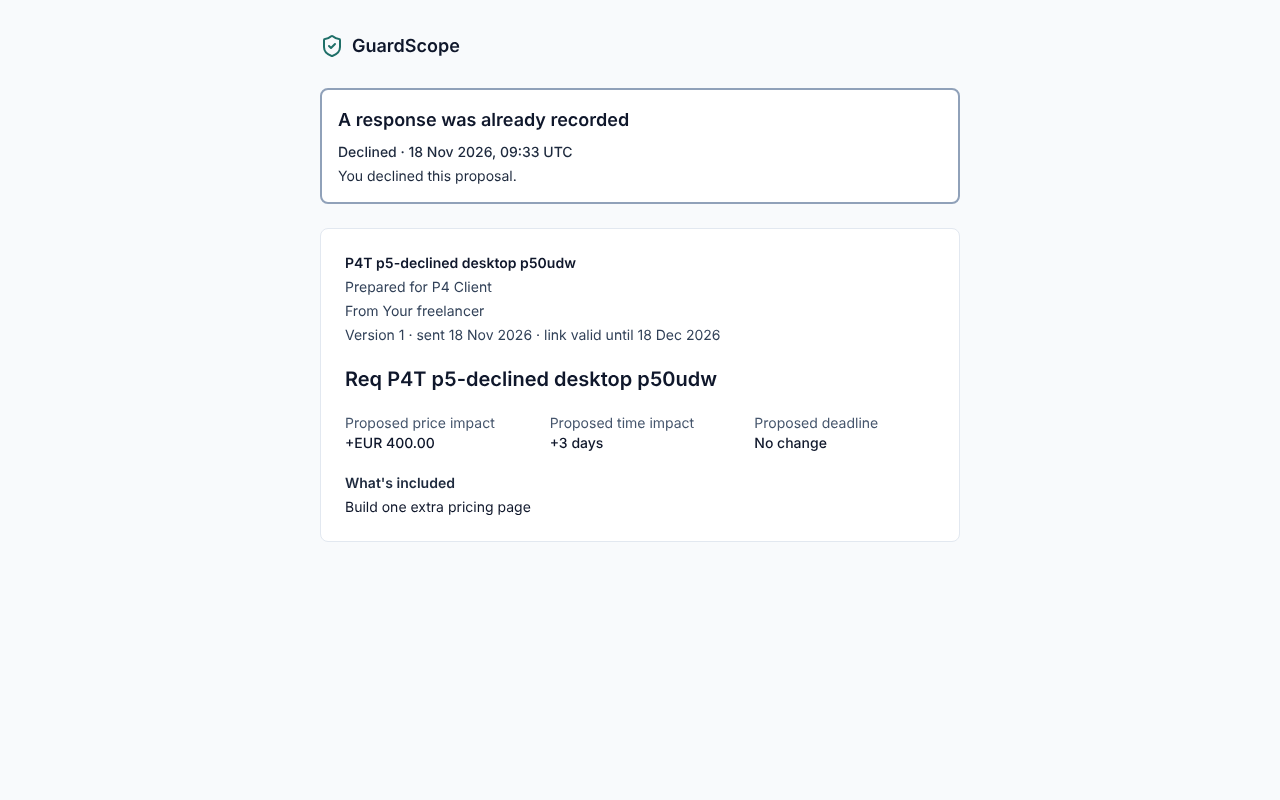 GuardScope
A response was already recorded
Declined · 18 Nov 2026, 09:33 UTC
You declined this proposal.
P4T p5-declined desktop p50udw
Prepared for P4 Client
From Your freelancer
Version 1 · sent 18 Nov 2026 · link valid until 18 Dec 2026
Req P4T p5-declined desktop p50udw
Proposed price impact
+EUR 400.00
Proposed time impact
+3 days
Proposed deadline
No change
What's included
Build one extra pricing page